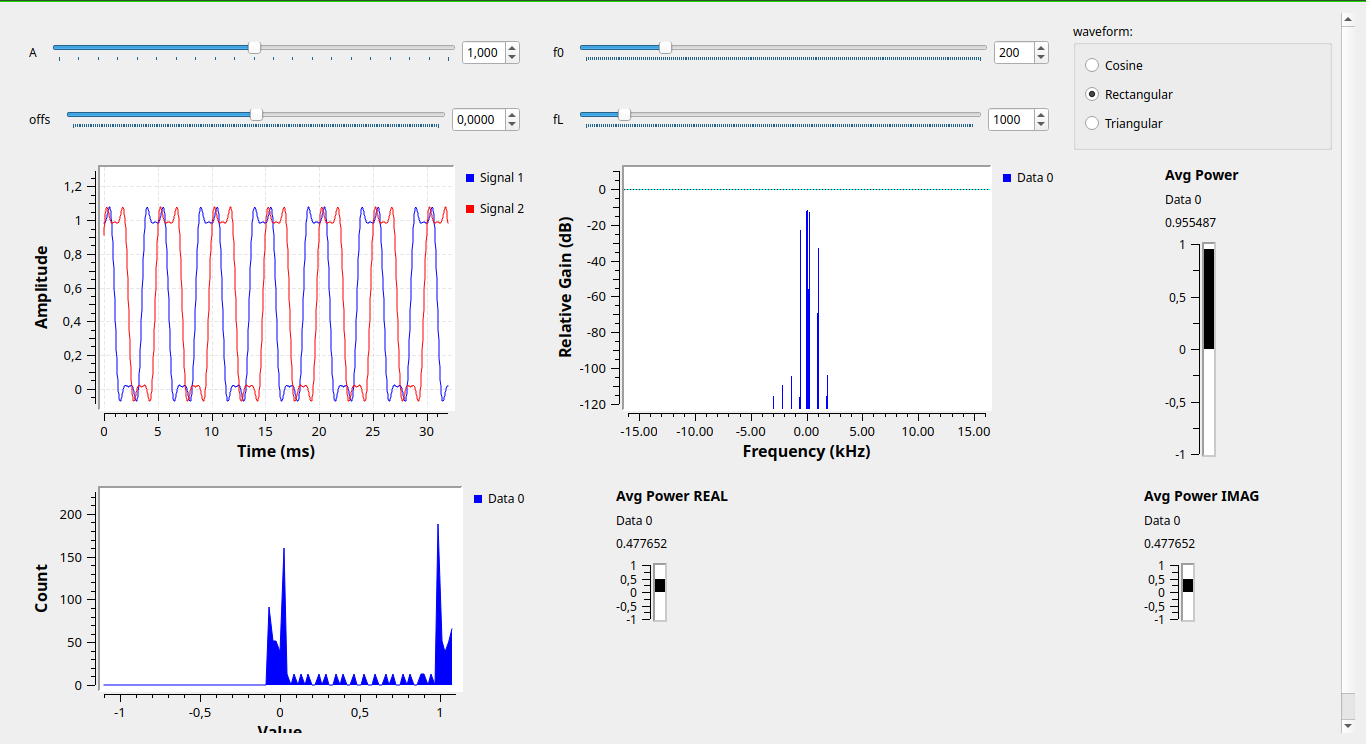 A 1,000 f0 200 waveform:
Cosine
Rectangular
Triangular
offs 0,0000 fL 1000
Signal 1
Signal 2
1,2
1
0,8
0,6
0,4
0,2
0
Amplitude
0 5 10 15 20 25 30
Time (ms)
Data 0
0
-20
-40
-60
-80
-100
-120
Relative Gain (dB)
-15.00 -10.00 -5.00 0.00 5.00 10.00 15.00
Frequency (kHz)
Avg Power
Data 0
0.955487
1
0,5
0
-0,5
-1
Data 0
200
150
100
50
0
Count
-1 -0,5 0 0,5 1
Value
Avg Power REAL
Data 0
0.477652
1
0,5
0
-0,5
-1
Avg Power IMAG
Data 0
0.477652
1
0,5
0
-0,5
-1